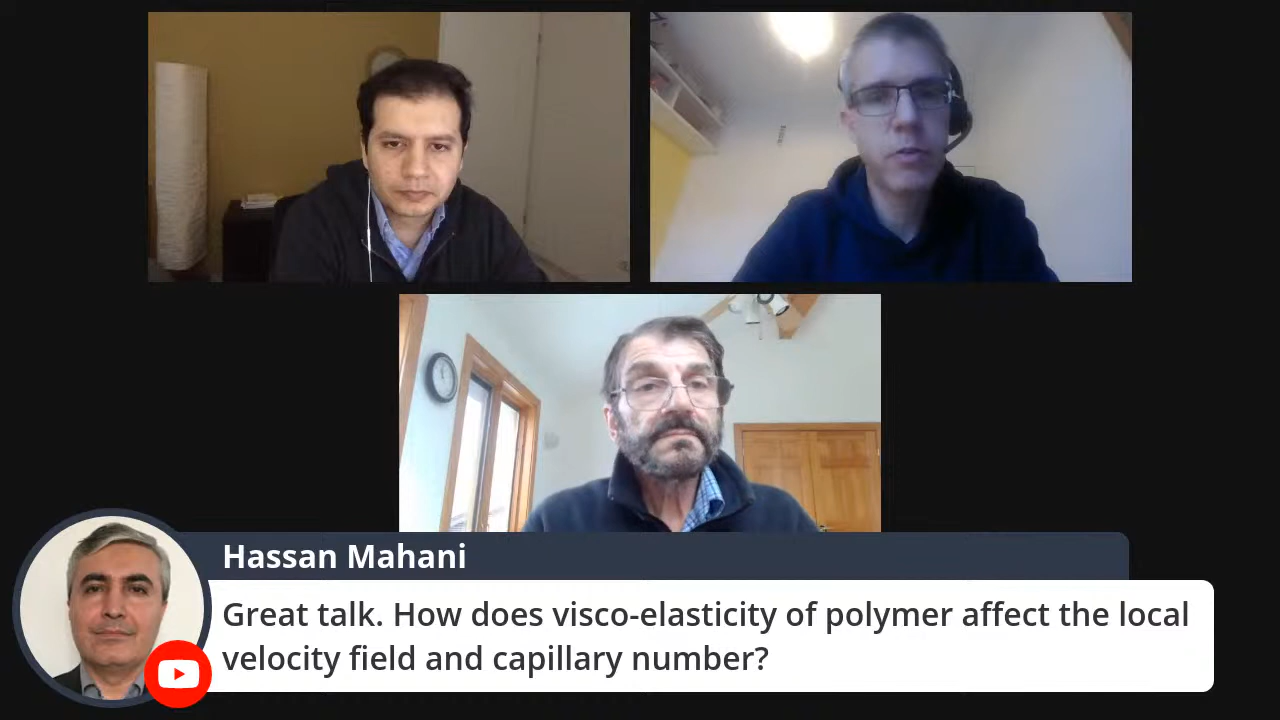 Hassan Mahani
Great talk. How does visco-elasticity of polymer affect the local
velocity field and capillary number?